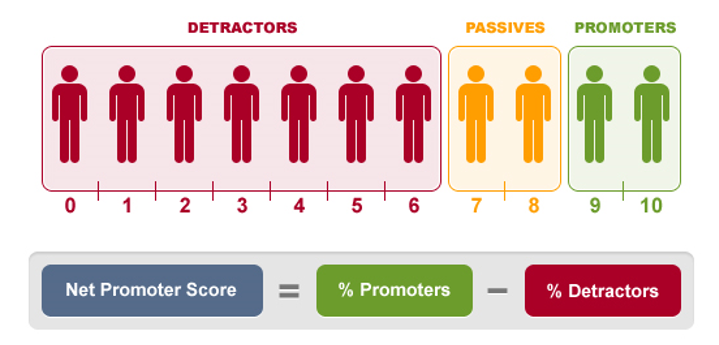 DETRACTORS PASSIVES PROMOTERS
0 1 2 3 4 5 6 7 8 9 10
Net Promoter Score = % Promoters − % Detractors